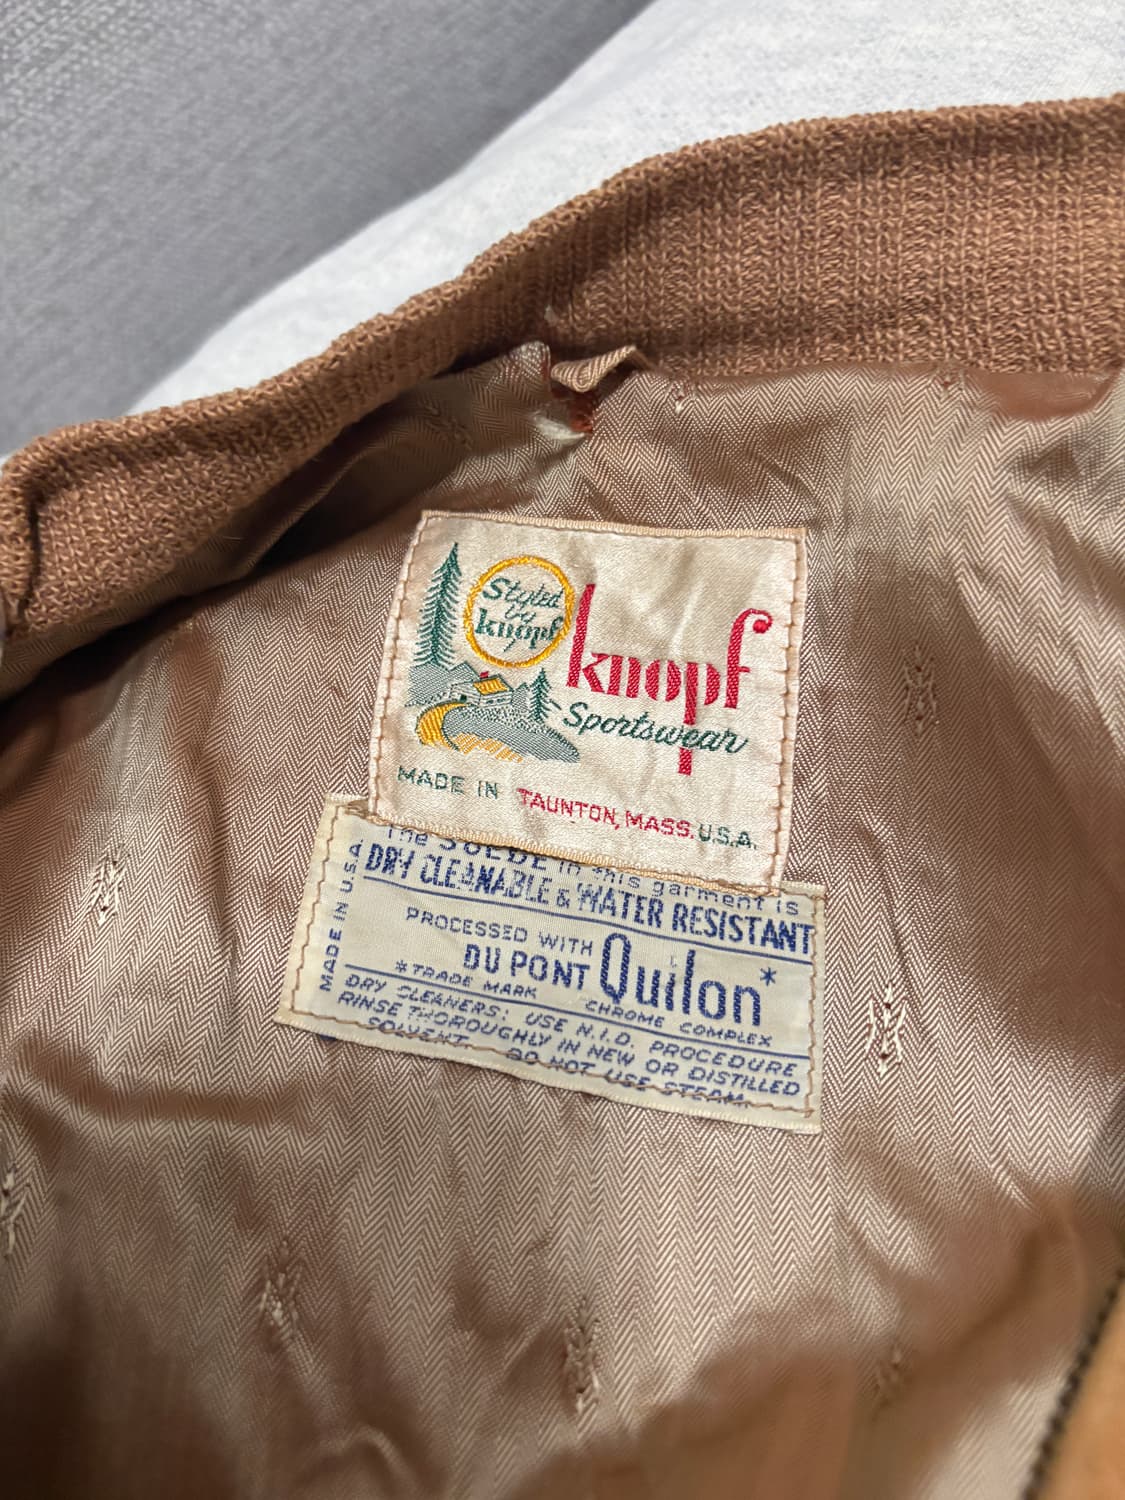 Styled
by
knopf
knopf
Sportswear
MADE IN TAUNTON, MASS. U.S.A.
The SUEDE in this garment is
DRY CLEANABLE & WATER RESISTANT
PROCESSED WITH
DU PONT Quilon*
*TRADE MARK CHROME COMPLEX
DRY CLEANERS: USE N.I.D. PROCEDURE
RINSE THOROUGHLY IN NEW OR DISTILLED
SOLVENT. DO NOT USE STEAM.
MADE IN U.S.A.